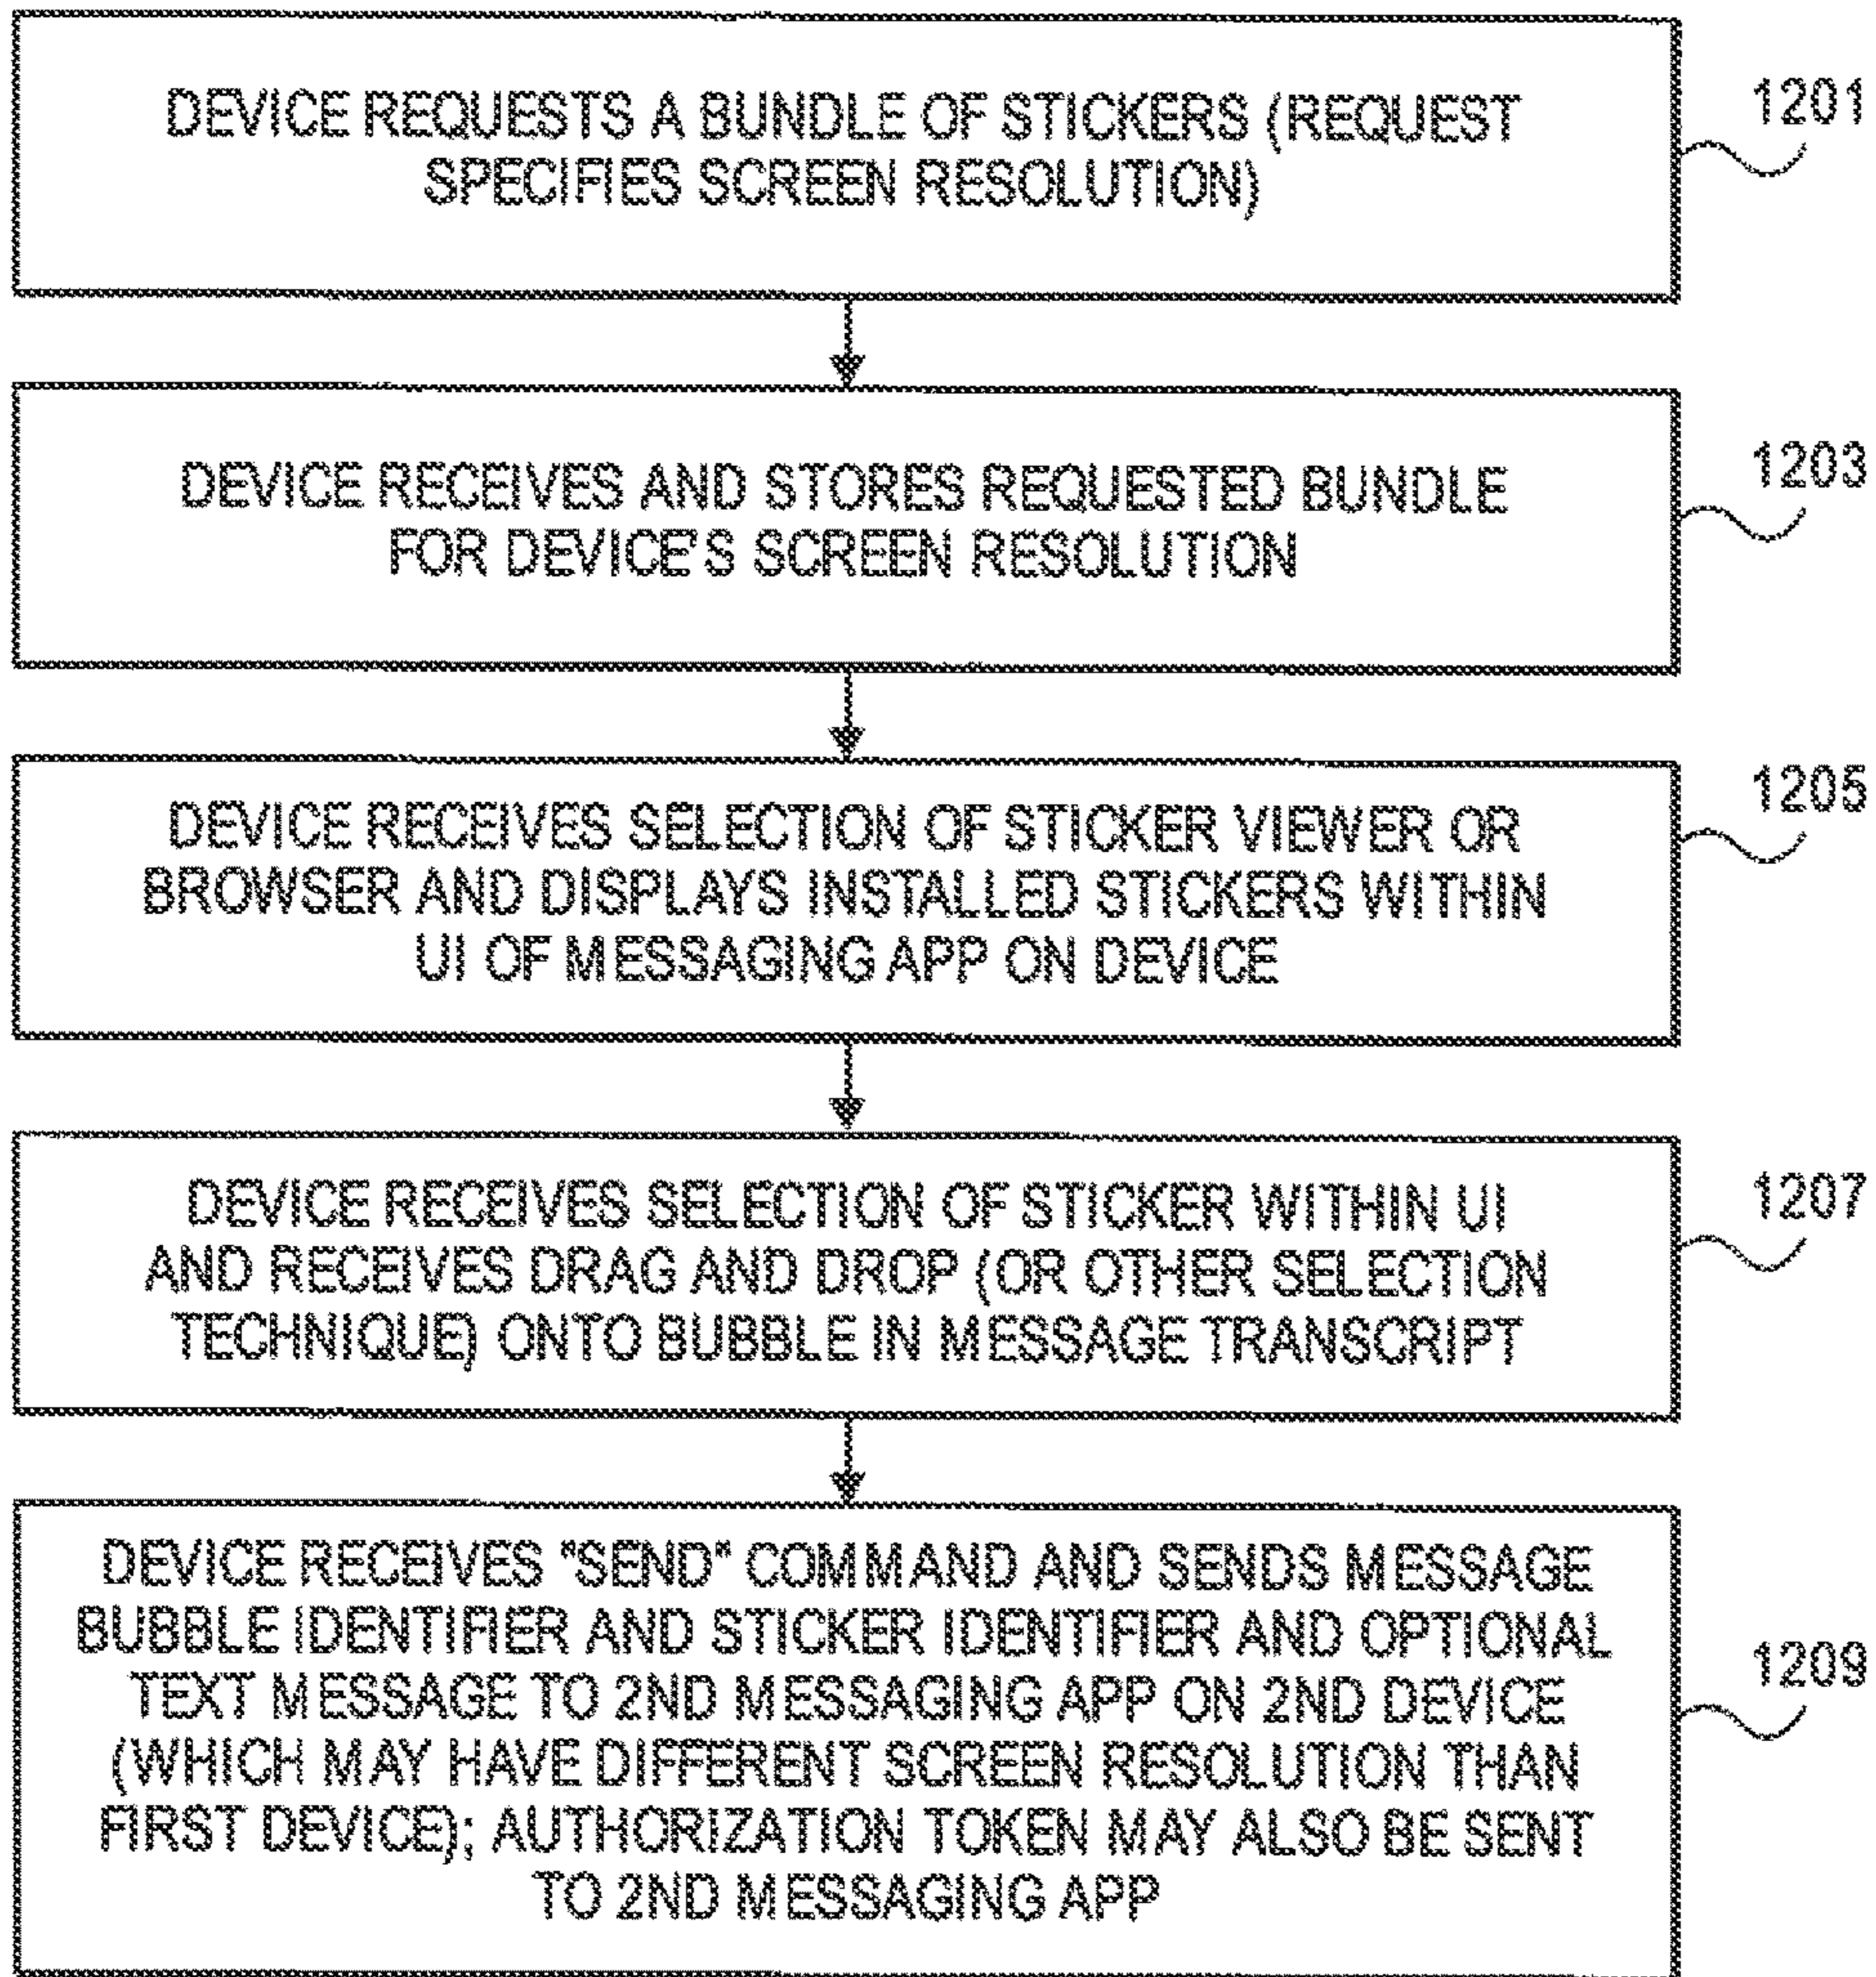 DEVICE REQUESTS A BUNDLE OF STICKERS (REQUEST
SPECIFIES SCREEN RESOLUTION)
1201
DEVICE RECEIVES AND STORES REQUESTED BUNDLE
FOR DEVICE'S SCREEN RESOLUTION
1203
DEVICE RECEIVES SELECTION OF STICKER VIEWER OR
BROWSER AND DISPLAYS INSTALLED STICKERS WITHIN
UI OF MESSAGING APP ON DEVICE
1205
DEVICE RECEIVES SELECTION OF STICKER WITHIN UI
AND RECEIVES DRAG AND DROP (OR OTHER SELECTION
TECHNIQUE) ONTO BUBBLE IN MESSAGE TRANSCRIPT
1207
DEVICE RECEIVES "SEND" COMMAND AND SENDS MESSAGE
BUBBLE IDENTIFIER AND STICKER IDENTIFIER AND OPTIONAL
TEXT MESSAGE TO 2ND MESSAGING APP ON 2ND DEVICE
(WHICH MAY HAVE DIFFERENT SCREEN RESOLUTION THAN
FIRST DEVICE); AUTHORIZATION TOKEN MAY ALSO BE SENT
TO 2ND MESSAGING APP
1209